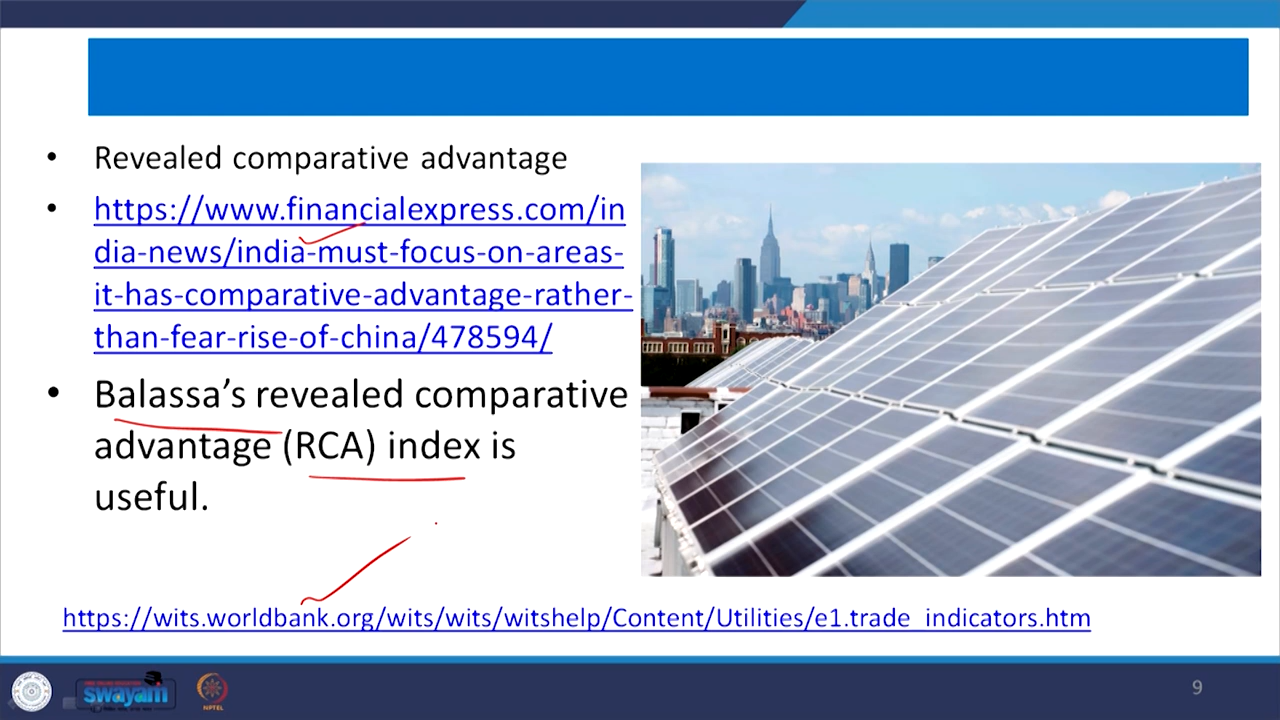 • Revealed comparative advantage
• https://www.financialexpress.com/in
dia-news/india-must-focus-on-areas-
it-has-comparative-advantage-rather-
than-fear-rise-of-china/478594/
• Balassa’s revealed comparative
advantage (RCA) index is
useful.
https://wits.worldbank.org/wits/wits/witshelp/Content/Utilities/e1.trade_indicators.htm
swayam
NPTEL
9